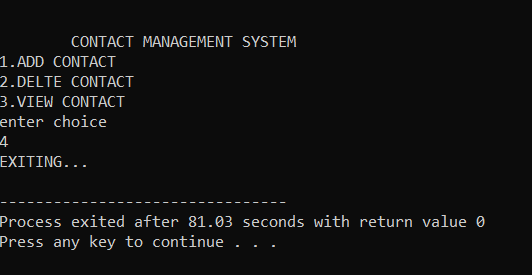 CONTACT MANAGEMENT SYSTEM
1.ADD CONTACT
2.DELTE CONTACT
3.VIEW CONTACT
enter choice
4
EXITING...
--------------------------------
Process exited after 81.03 seconds with return value 0
Press any key to continue . . .